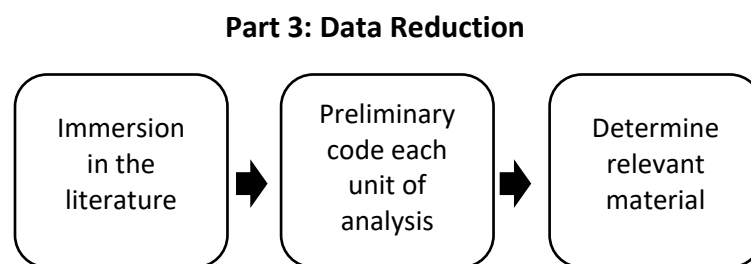 Part 3: Data Reduction
Immersion
in the
literature
Preliminary
code each
unit of
analysis
Determine
relevant
material